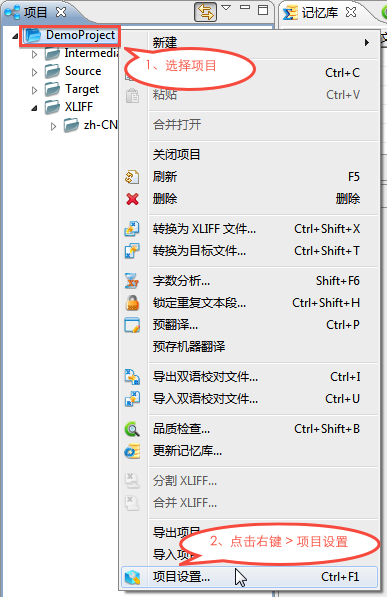 项目
记忆库
DemoProject
Intermedia
Source
Target
XLIFF
zh-CN
新建
1、选择项目
Ctrl+C
粘贴 Ctrl+V
合并打开
关闭项目
刷新 F5
删除 删除
转换为 XLIFF 文件... Ctrl+Shift+X
转换为目标文件... Ctrl+Shift+T
字数分析... Shift+F6
锁定重复文本段... Ctrl+Shift+H
预翻译... Ctrl+P
预存机器翻译
导出双语校对文件... Ctrl+I
导入双语校对文件... Ctrl+U
品质检查... Ctrl+Shift+B
更新记忆库...
分割 XLIFF...
合并 XLIFF...
导出项目
2、点击右键 > 项目设置
导入项
项目设置... Ctrl+F1